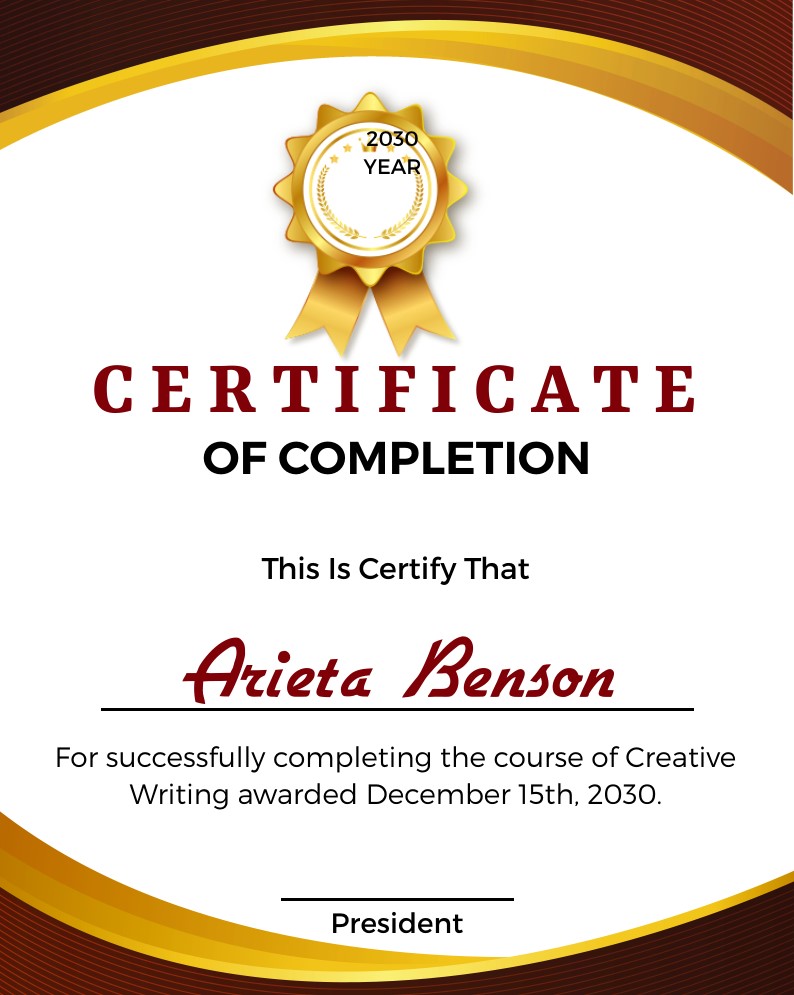 2030
YEAR
CERTIFICATE
OF COMPLETION
This Is Certify That
Arieta Benson
For successfully completing the course of Creative
Writing awarded December 15th, 2030.
President